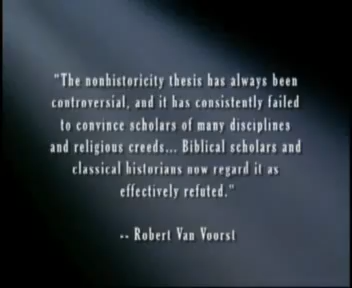 "The nonhistoricity thesis has always been
controversial, and it has consistently failed
to convince scholars of many disciplines
and religious creeds... Biblical scholars and
classical historians now regard it as
effectively refuted."
-- Robert Van Voorst